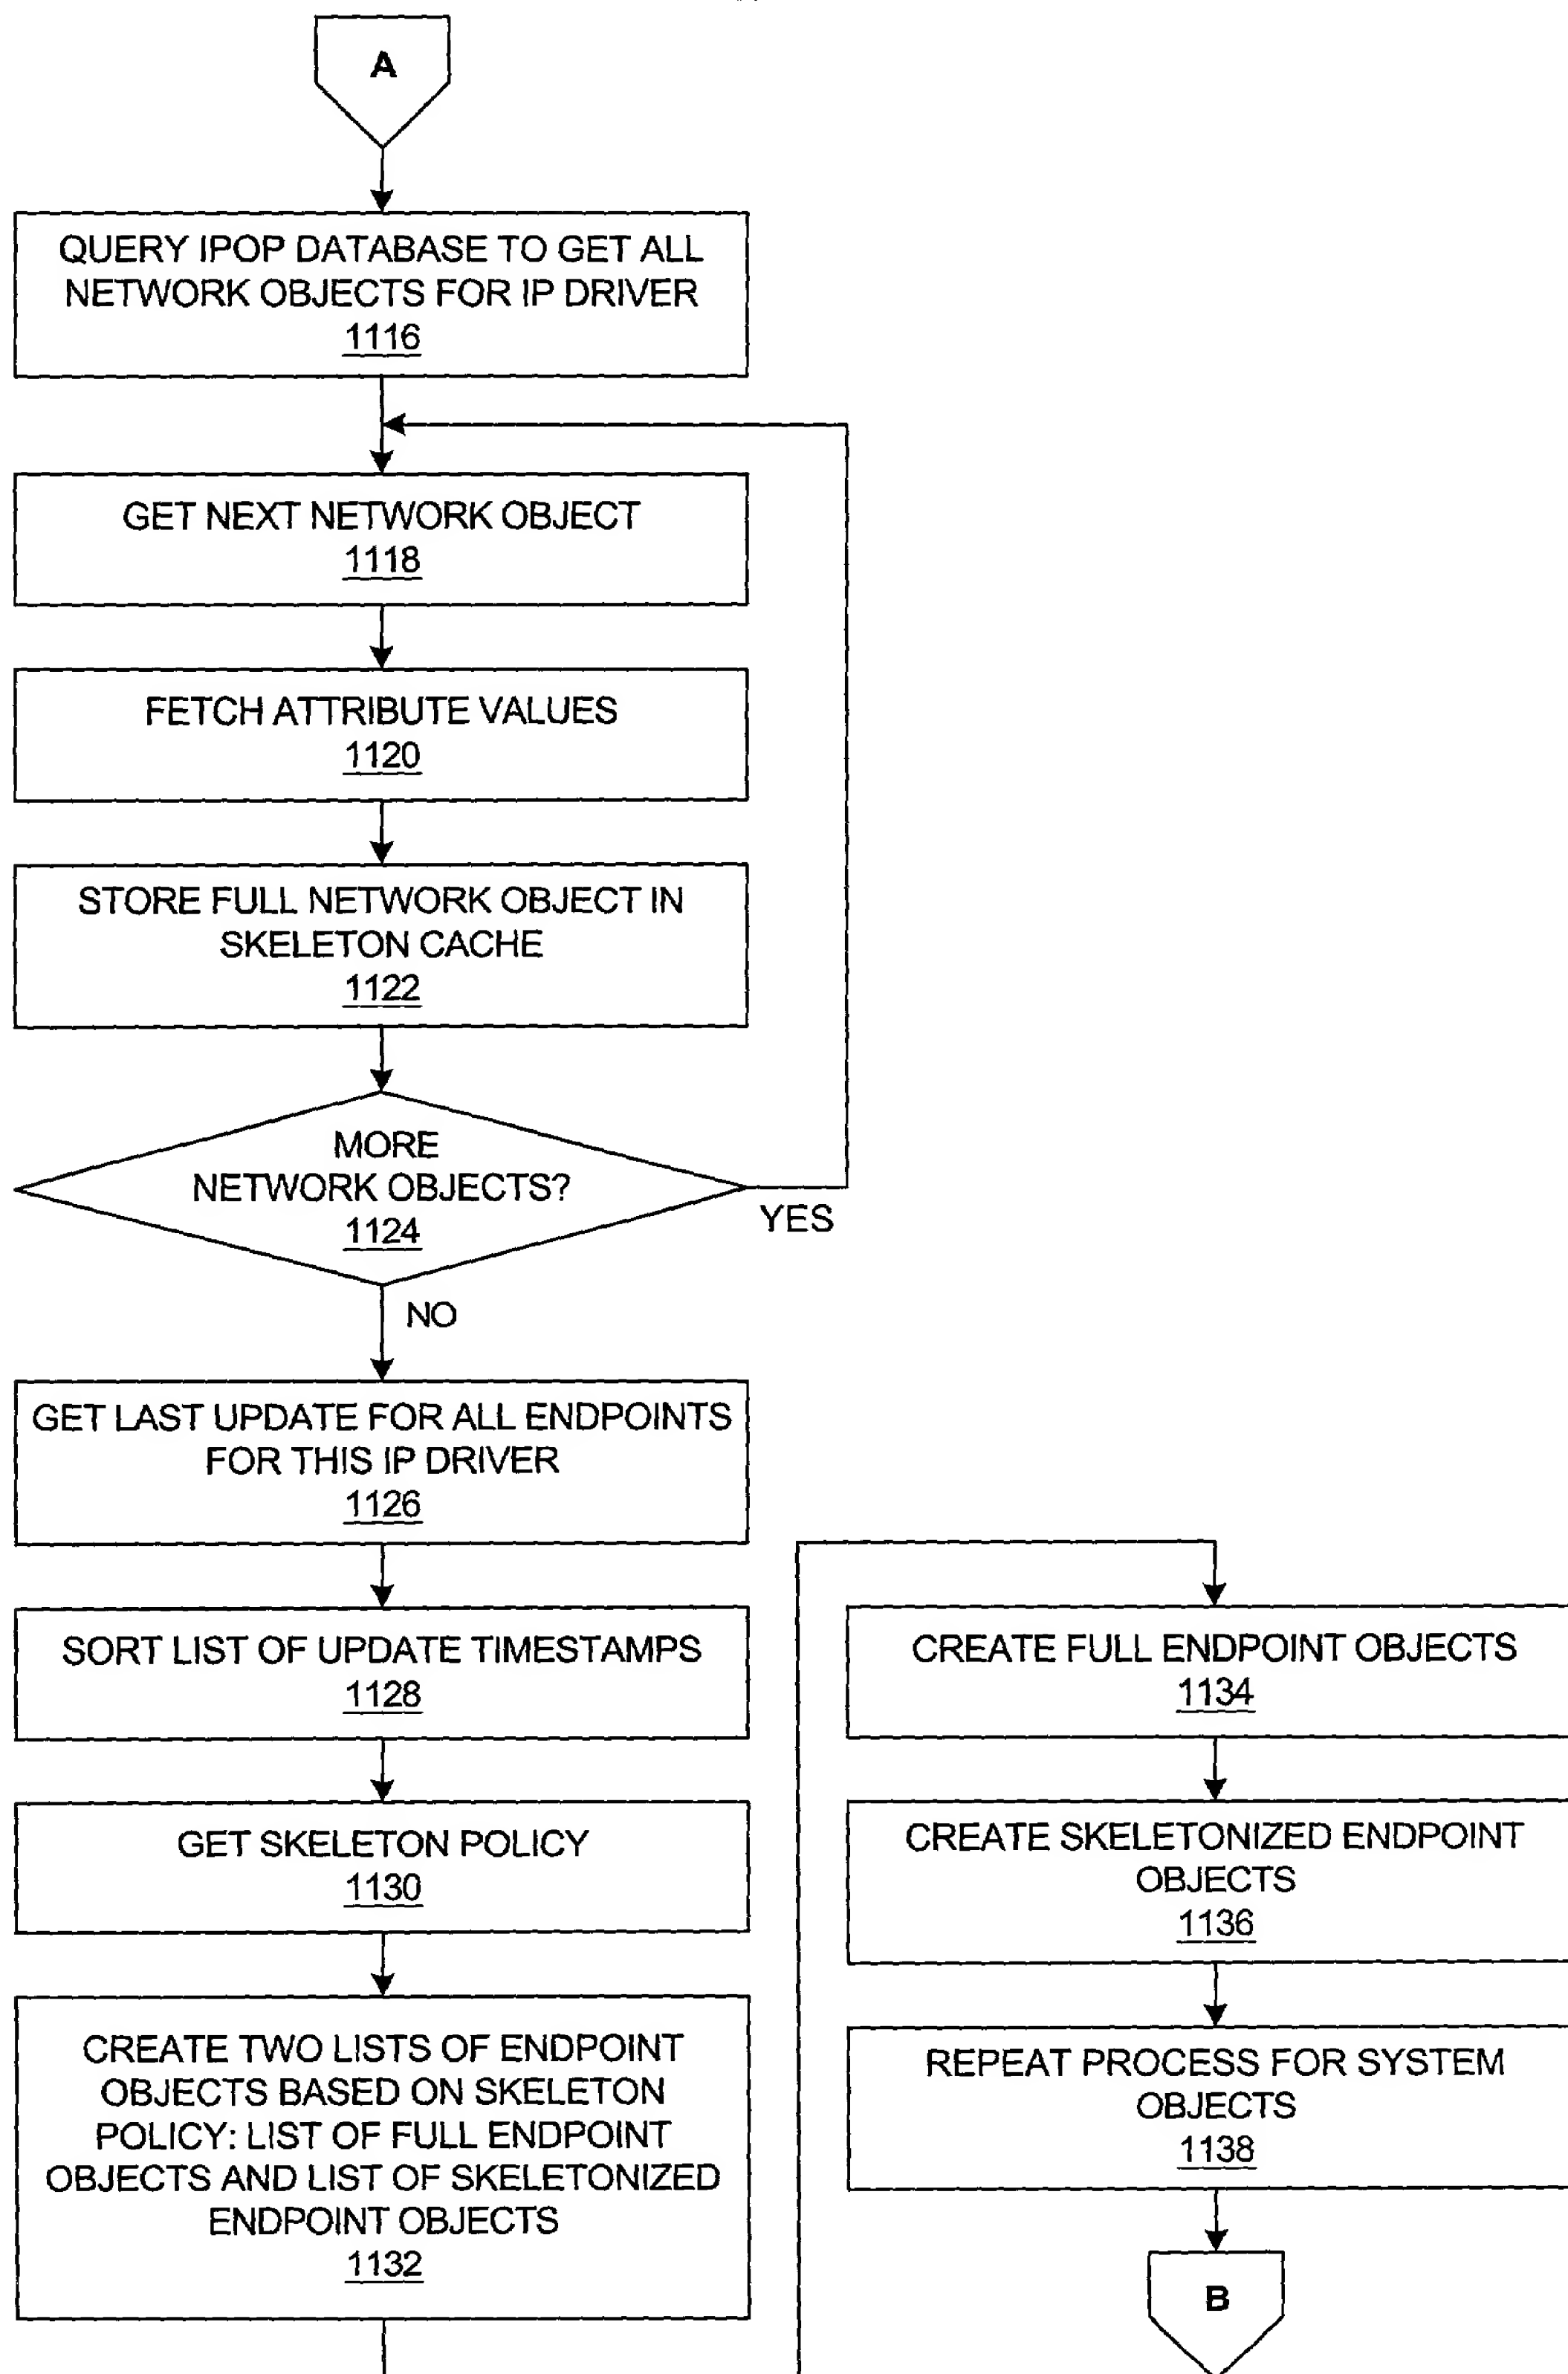 A
QUERY IPOP DATABASE TO GET ALL
NETWORK OBJECTS FOR IP DRIVER
1116
GET NEXT NETWORK OBJECT
1118
FETCH ATTRIBUTE VALUES
1120
STORE FULL NETWORK OBJECT IN
SKELETON CACHE
1122
MORE
NETWORK OBJECTS?
1124
YES
NO
GET LAST UPDATE FOR ALL ENDPOINTS
FOR THIS IP DRIVER
1126
SORT LIST OF UPDATE TIMESTAMPS
1128
GET SKELETON POLICY
1130
CREATE TWO LISTS OF ENDPOINT
OBJECTS BASED ON SKELETON
POLICY: LIST OF FULL ENDPOINT
OBJECTS AND LIST OF SKELETONIZED
ENDPOINT OBJECTS
1132
CREATE FULL ENDPOINT OBJECTS
1134
CREATE SKELETONIZED ENDPOINT
OBJECTS
1136
REPEAT PROCESS FOR SYSTEM
OBJECTS
1138
B